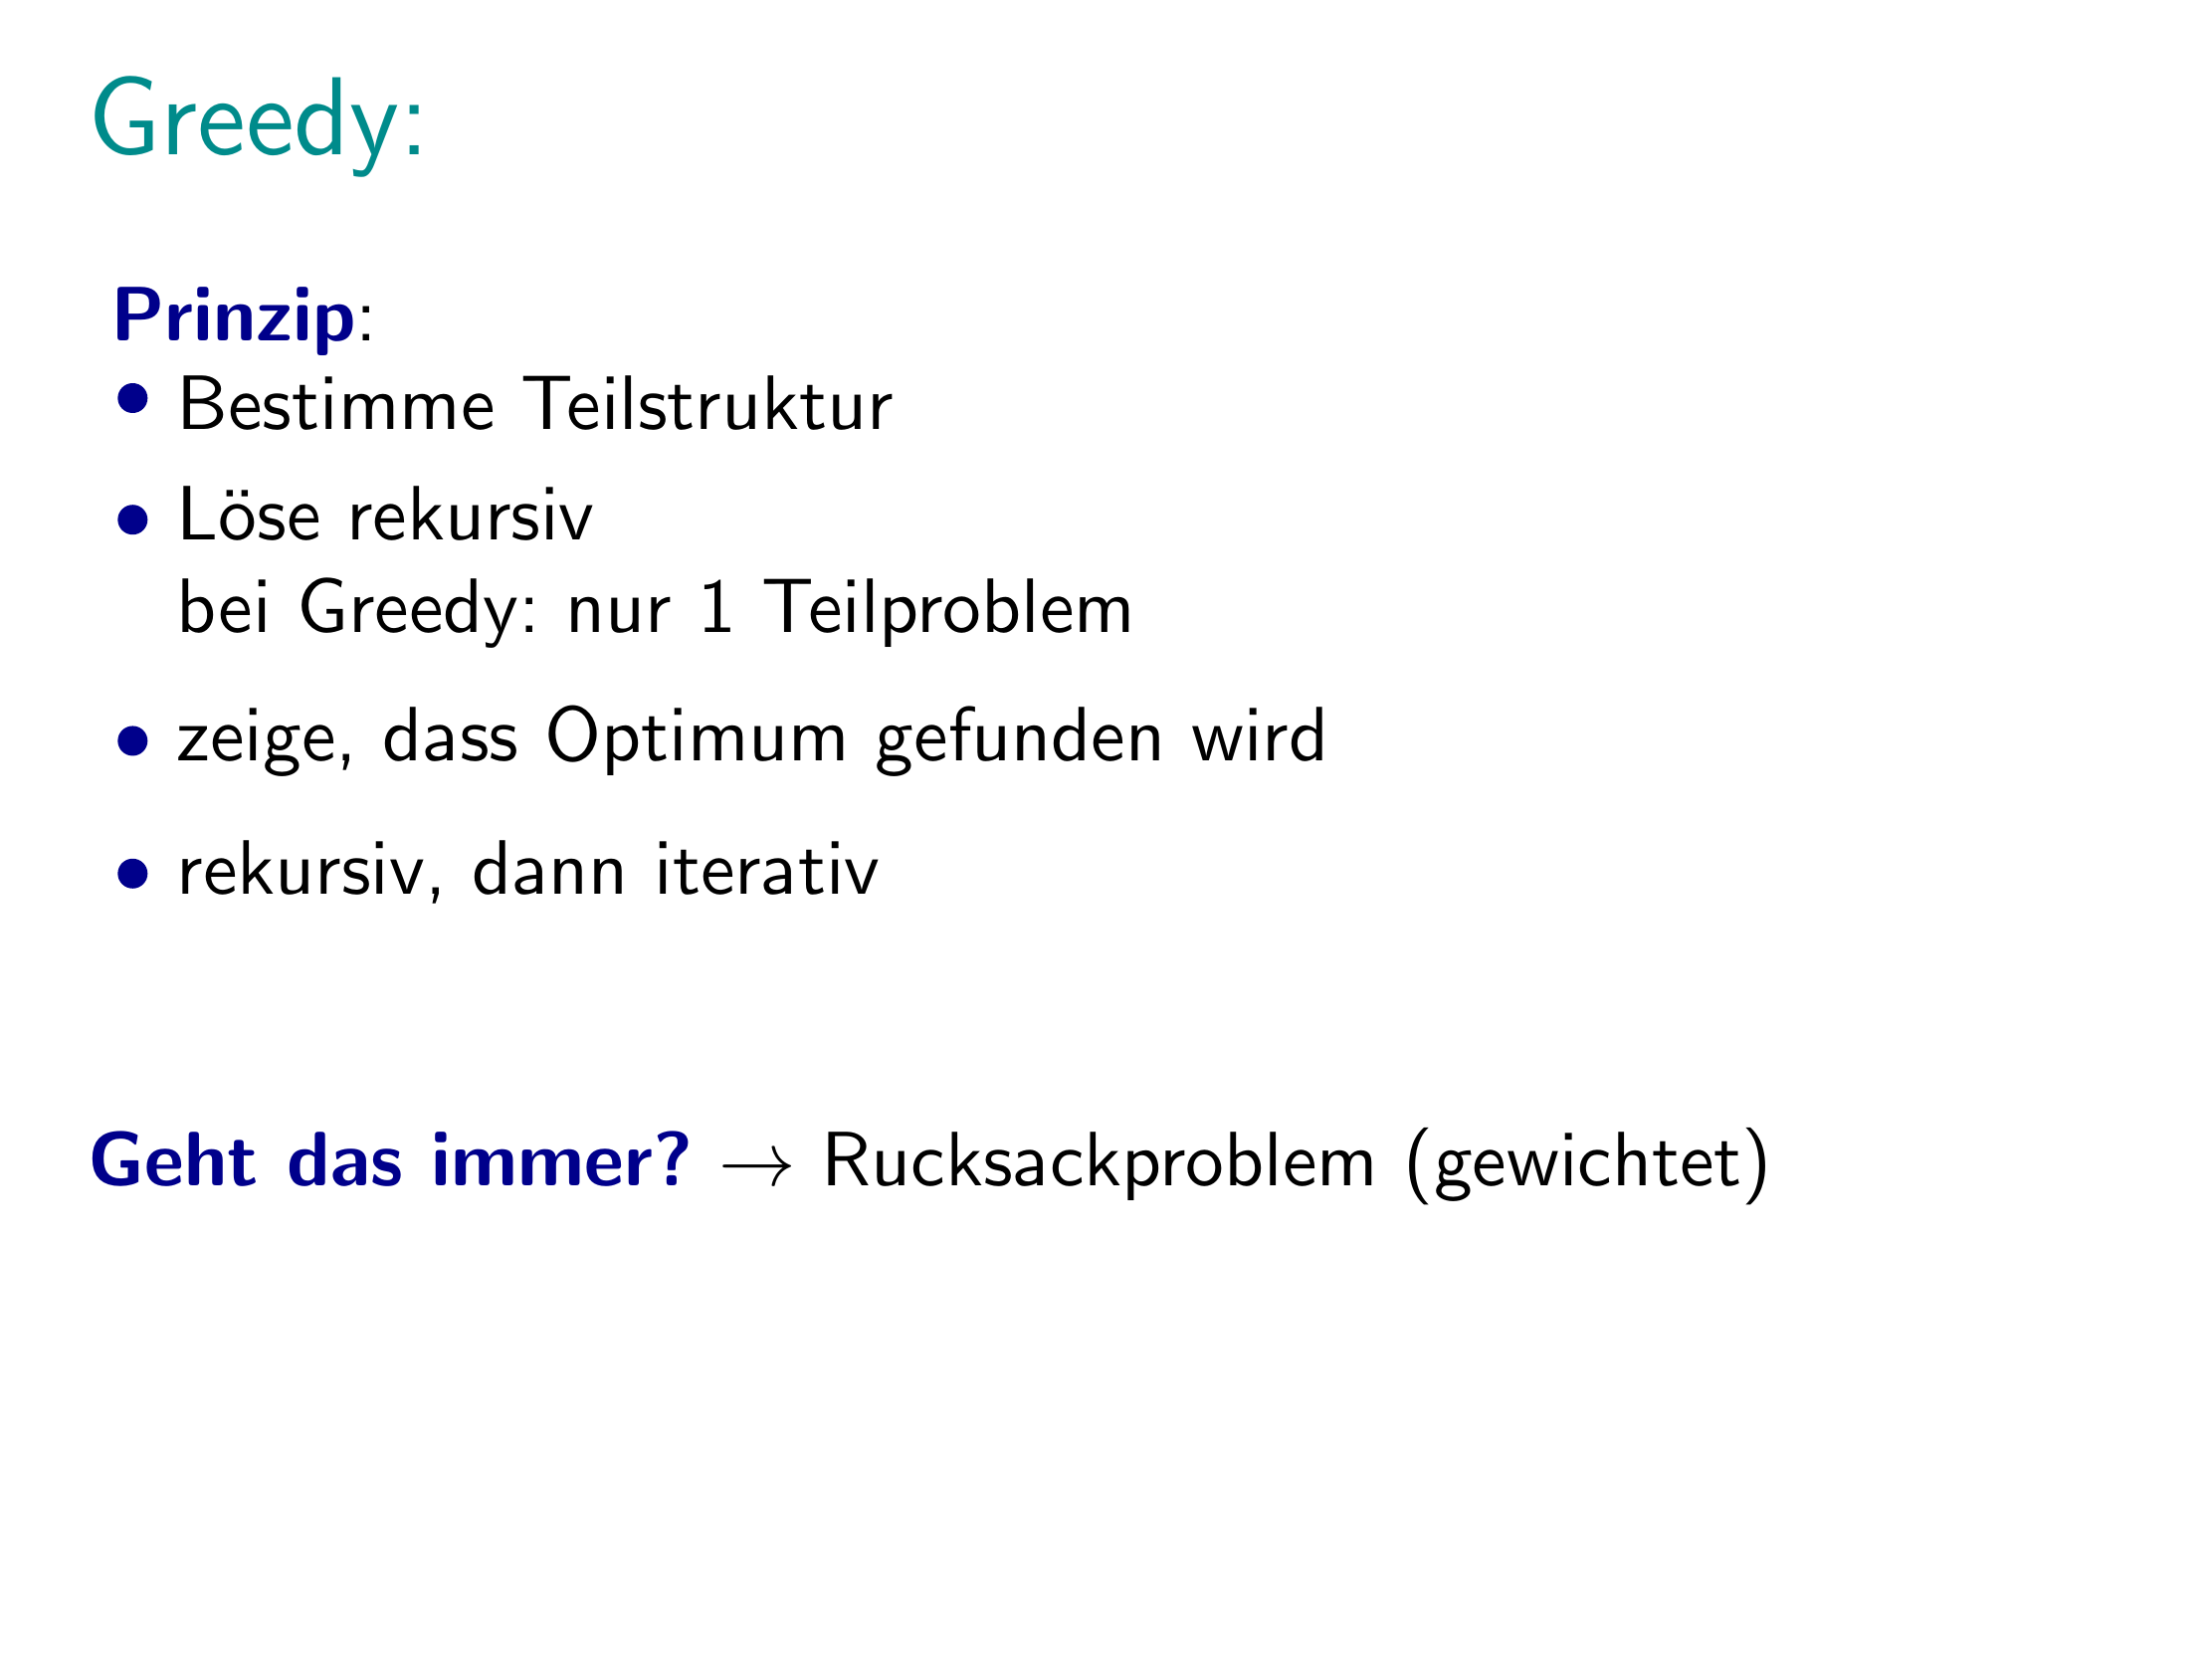 Greedy:
Prinzip:
• Bestimme Teilstruktur
• Löse rekursiv
bei Greedy: nur 1 Teilproblem
• zeige, dass Optimum gefunden wird
• rekursiv, dann iterativ
Geht das immer? → Rucksackproblem (gewichtet)